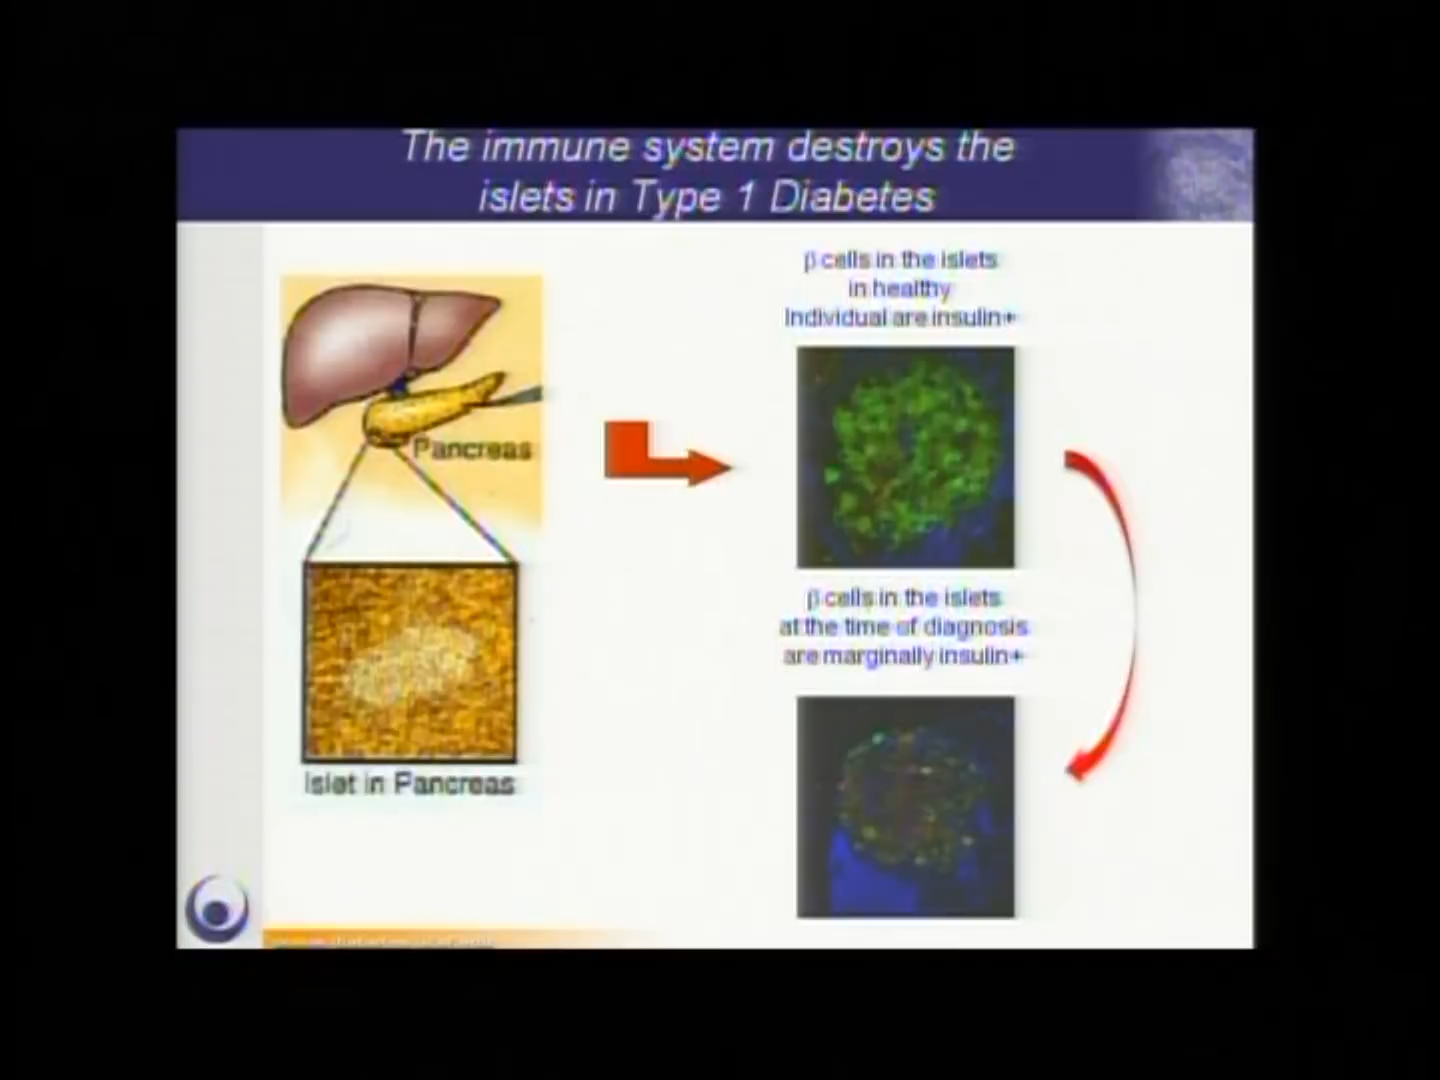 The immune system destroys the
islets in Type 1 Diabetes
Pancreas
Islet in Pancreas
β cells in the islets
in healthy
Individual are insulin+
β cells in the islets
at the time of diagnosis
are marginally insulin+